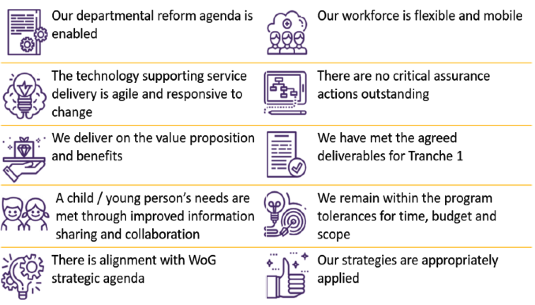 Our departmental reform agenda is
enabled
Our workforce is flexible and mobile
The technology supporting service
delivery is agile and responsive to
change
There are no critical assurance
actions outstanding
We deliver on the value proposition
and benefits
We have met the agreed
deliverables for Tranche 1
A child / young person's needs are
met through improved information
sharing and collaboration
We remain within the program
tolerances for time, budget and
scope
There is alignment with WoG
strategic agenda
Our strategies are appropriately
applied